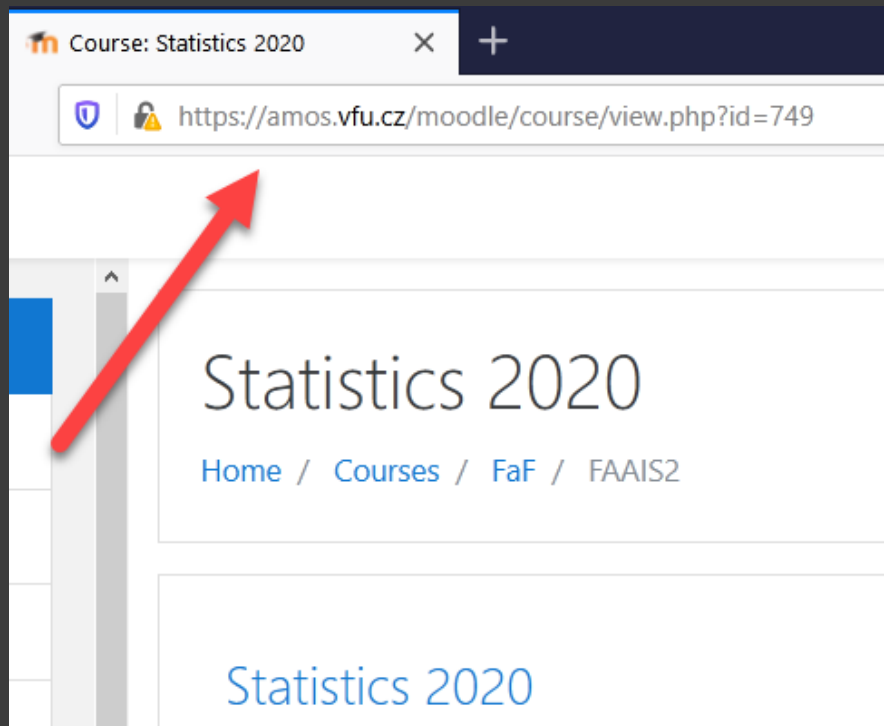 Course: Statistics 2020
https://amos.vfu.cz/moodle/course/view.php?id=749
Statistics 2020
Home / Courses / FaF / FAAIS2
Statistics 2020